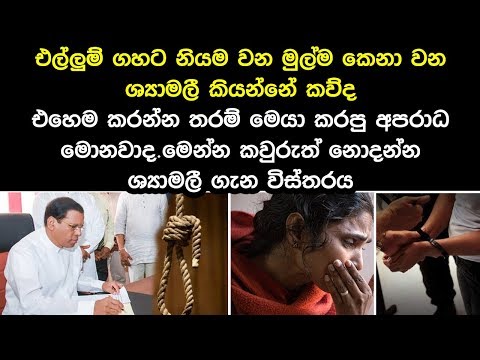 එල්ලුම් ගහට නියම වන මුල්ම කෙනා වන
ශ්‍යාමලී කියන්නේ කව්ද
එහෙම කරන්න තරම් මෙයා කරපු අපරාධ
මොනවාද.මෙන්න කවුරුත් නොදන්න
ශ්‍යාමලී ගැන විස්තරය